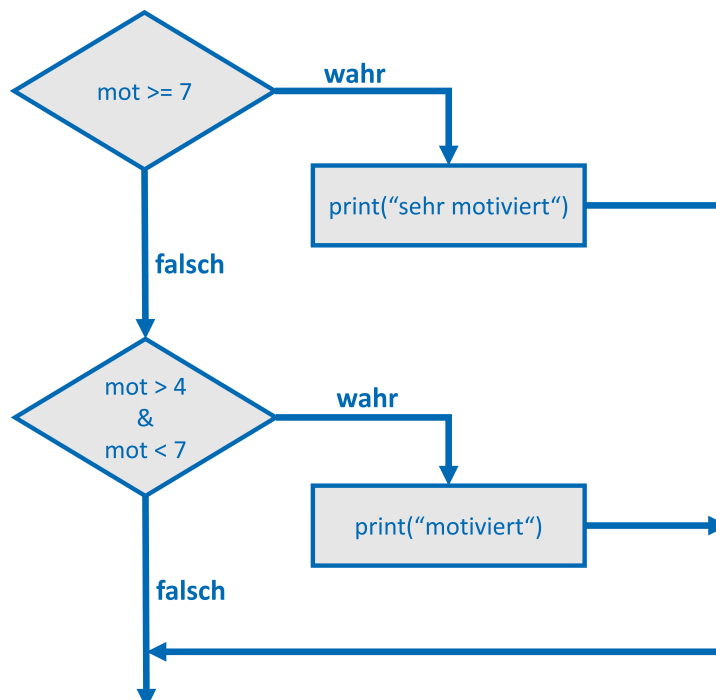 mot >= 7
wahr
print(“sehr motiviert“)
falsch
mot > 4
&
mot < 7
wahr
print(“motiviert“)
falsch